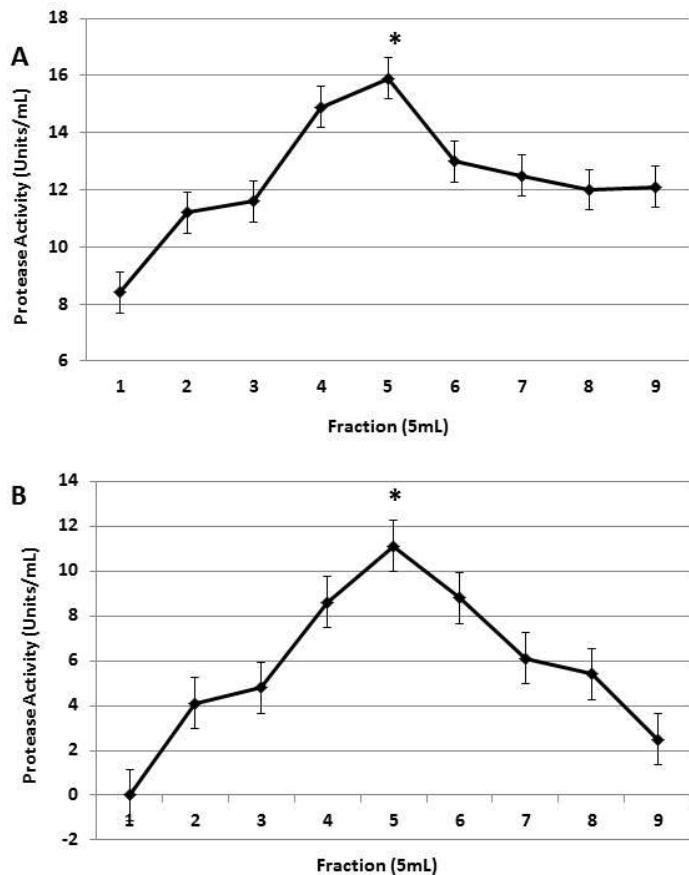 A
Protease Activity (Units/mL)
18
*
16
14
12
10
8
6
1 2 3 4 5 6 7 8 9
Fraction (5mL)
B
Protease Activity (Units/mL)
14
*
12
10
8
6
4
2
0
1 2 3 4 5 6 7 8 9
-2
Fraction (5mL)